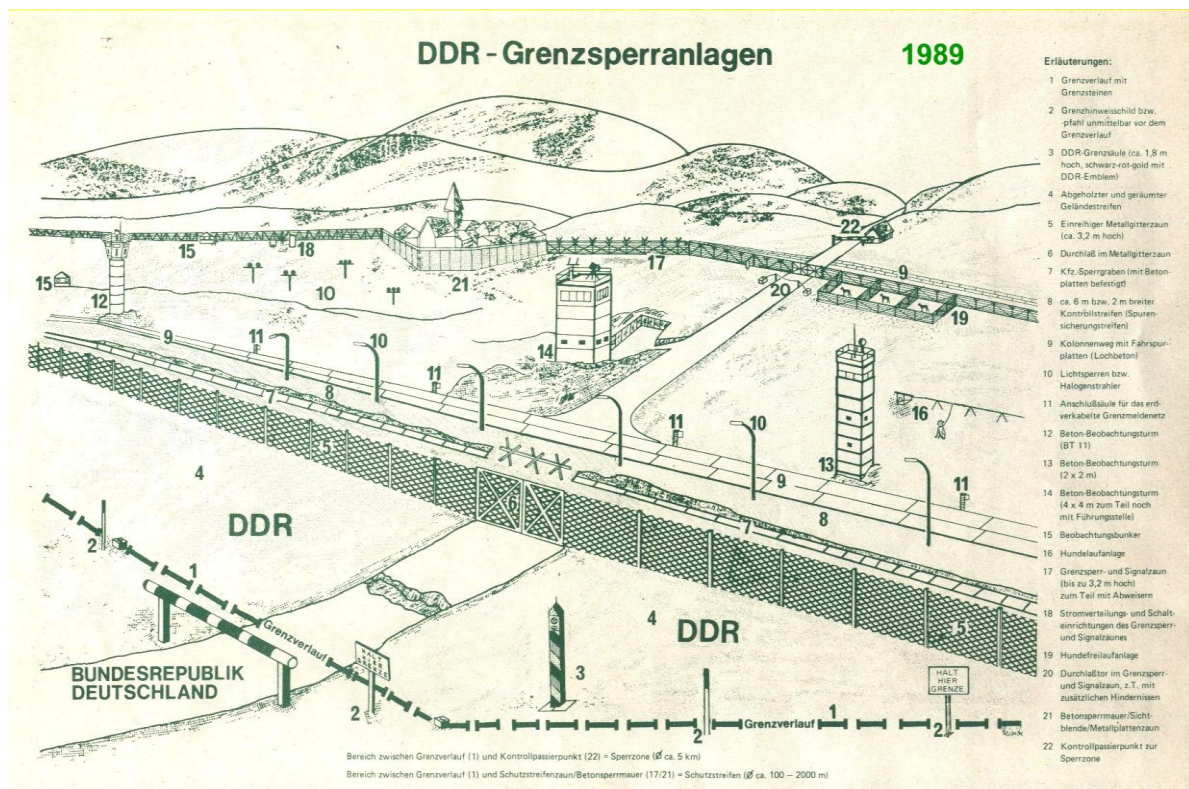 DDR - Grenzsperranlagen
1989
Erläuterungen:
1 Grenzverlauf mit
Grenzsteinen
2 Grenzhinweisschild bzw.
-pfahl unmittelbar vor dem
Grenzverlauf
3 DDR-Grenzsäule (ca. 1,8 m
hoch, schwarz-rot-gold mit
DDR-Emblem)
4 Abgeholzter und geräumter
Geländestreifen
5 Einreihiger Metallgitterzaun
(ca. 3,2 m hoch)
6 Durchlaß im Metallgitterzaun
7 Kfz.-Sperrgraben (mit Beton-
platten befestigt)
8 ca. 6 m bzw. 2 m breiter
Kontrollstreifen (Spuren-
sicherungstreifen)
9 Kolonnenweg mit Fahrspur-
platten (Lochbeton)
10 Lichtsperren bzw.
Halogenstrahler
11 Anschlußsäule für das erd-
verkabelte Grenzmeldenetz
12 Beton-Beobachtungsturm
(BT 11)
13 Beton-Beobachtungsturm
(2 x 2 m)
14 Beton-Beobachtungsturm
(4 x 4 m zum Teil noch
mit Führungsstelle)
15 Beobachtungsbunker
16 Hundelaufanlage
17 Grenzsperr- und Signalzaun
(bis zu 3,2 m hoch)
zum Teil mit Abweisern
18 Stromverteilungs- und Schalt-
einrichtungen des Grenzsperr-
und Signalzaunes
19 Hundefreilaufanlage
20 Durchlaßtor im Grenzsperr-
und Signalzaun, z.T. mit
zusätzlichen Hindernissen
21 Betonsperrmauer/Sicht-
blende/Metallplattenzaun
22 Kontrollpassierpunkt zur
Sperrzone
22
15
18
17
9
15
12
10
21
20
19
9
11
10
14
11
8
7
16
5
11
10
13
9
11
4
6
8
7
DDR
2
1
4
DDR
5
Grenzverlauf
BUNDESREPUBLIK
DEUTSCHLAND
HALT
HIER
GRENZE
2
3
HALT
HIER
GRENZE
2
Grenzverlauf
1
2
Bereich zwischen Grenzverlauf (1) und Kontrollpassierpunkt (22) = Sperrzone (Ø ca. 5 km)
Bereich zwischen Grenzverlauf (1) und Schutzstreifenzaun/Betonsperrmauer (17/21) = Schutzstreifen (Ø ca. 100 – 2000 m)